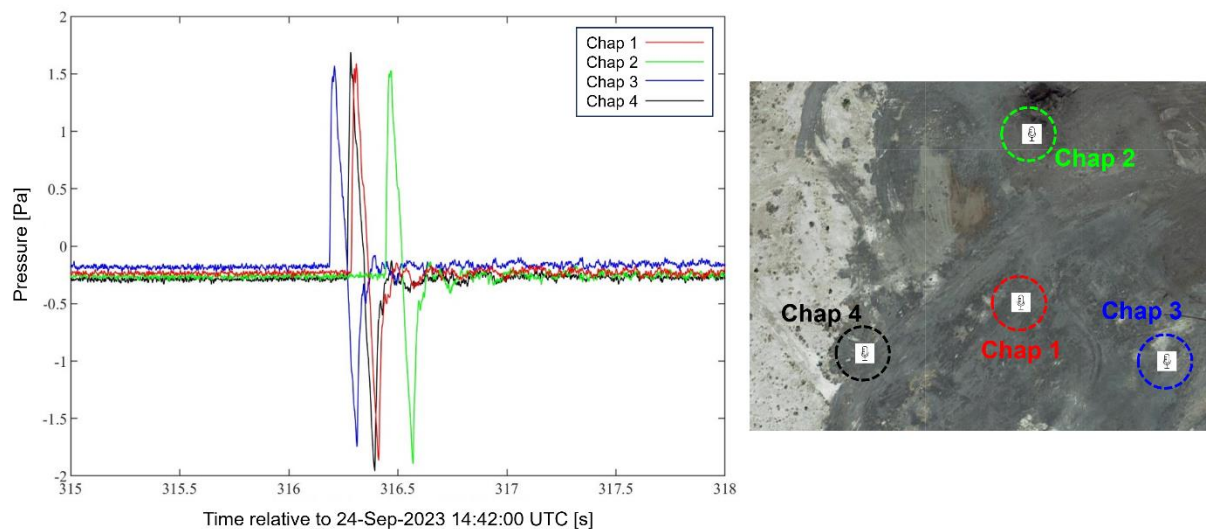 2
1.5
1
0.5
0
-0.5
-1
-1.5
-2
Pressure [Pa]
315
315.5
316
316.5
317
317.5
318
Time relative to 24-Sep-2023 14:42:00 UTC [s]
Chap 1
Chap 2
Chap 3
Chap 4
Chap 2
Chap 4
Chap 3
Chap 1